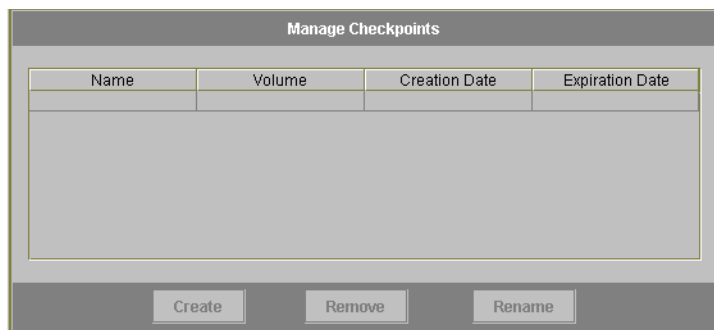 Manage Checkpoints
Name Volume Creation Date Expiration Date
Create Remove Rename